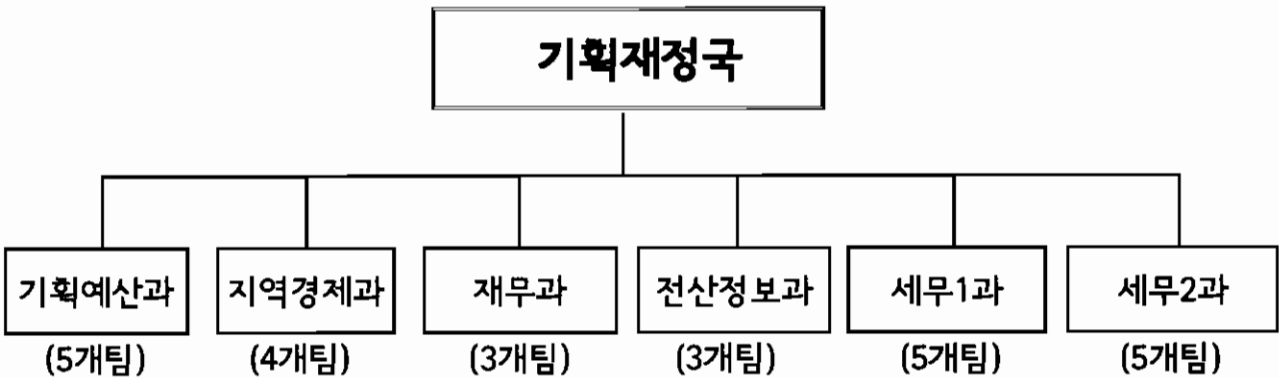 기획재정국
기획예산과 지역경제과 재무과 전산정보과 세무1과 세무2과
(5개팀) (4개팀) (3개팀) (3개팀) (5개팀) (5개팀)